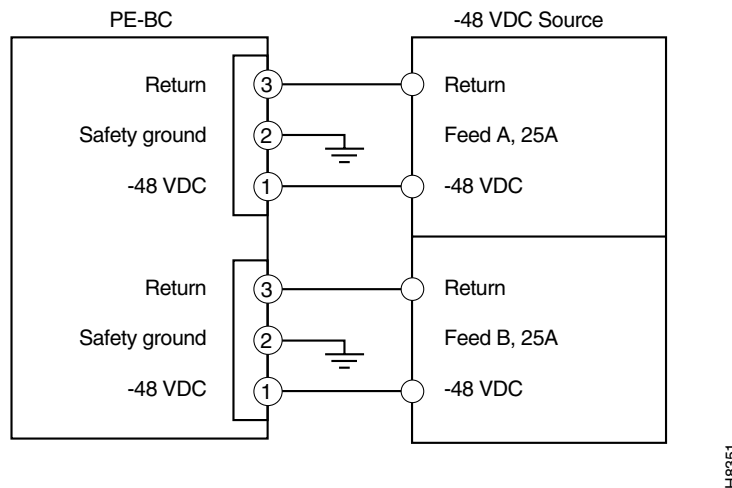 PE-BC
-48 VDC Source
Return 3 Return
Safety ground 2 Feed A, 25A
-48 VDC 1 -48 VDC
Return 3 Return
Safety ground 2 Feed B, 25A
-48 VDC 1 -48 VDC
H8351